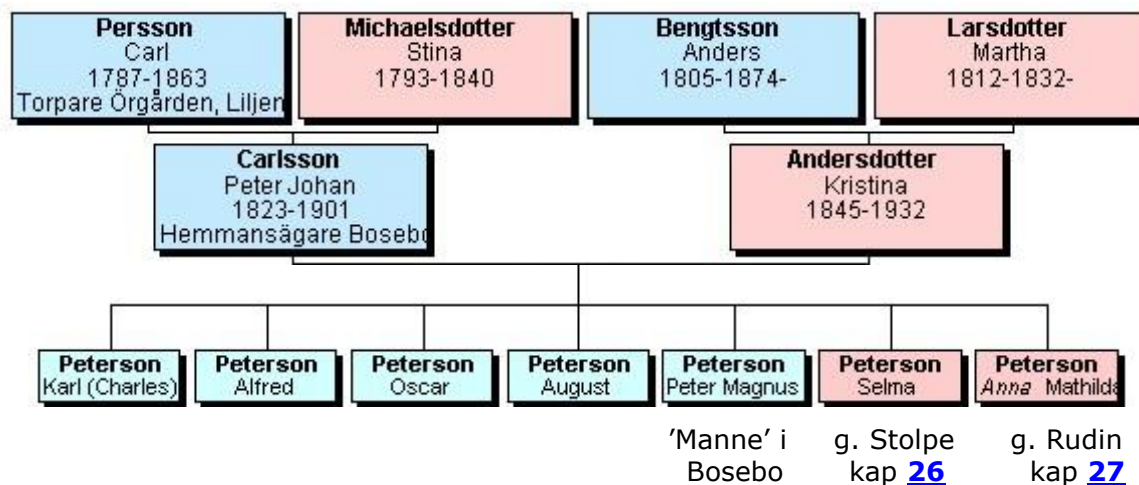 Persson
Carl
1787-1863
Torpare Örgården, Liljen
Michaelsdotter
Stina
1793-1840
Bengtsson
Anders
1805-1874-
Larsdotter
Martha
1812-1832-
Carlsson
Peter Johan
1823-1901
Hemmansägare Bosebo
Andersdotter
Kristina
1845-1932
Peterson
Karl (Charles)
Peterson
Alfred
Peterson
Oscar
Peterson
August
Peterson
Peter Magnus
Peterson
Selma
Peterson
Anna Mathilda
’Manne’ i
Bosebo
g. Stolpe
kap 26
g. Rudin
kap 27